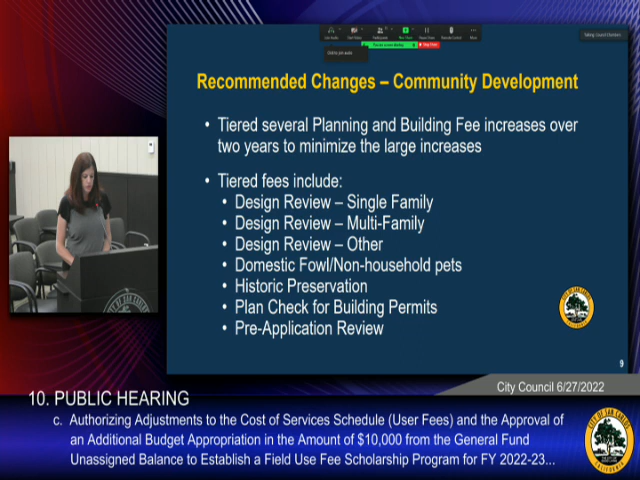 Recommended Changes – Community Development
• Tiered several Planning and Building Fee increases over
two years to minimize the large increases
• Tiered fees include:
• Design Review – Single Family
• Design Review – Multi-Family
• Design Review – Other
• Domestic Fowl/Non-household pets
• Historic Preservation
• Plan Check for Building Permits
• Pre-Application Review
9
CITY OF SAN CARLOS
City Council 6/27/2022
10. PUBLIC HEARING
c. Authorizing Adjustments to the Cost of Services Schedule (User Fees) and the Approval of
an Additional Budget Appropriation in the Amount of $10,000 from the General Fund
Unassigned Balance to Establish a Field Use Fee Scholarship Program for FY 2022-23...